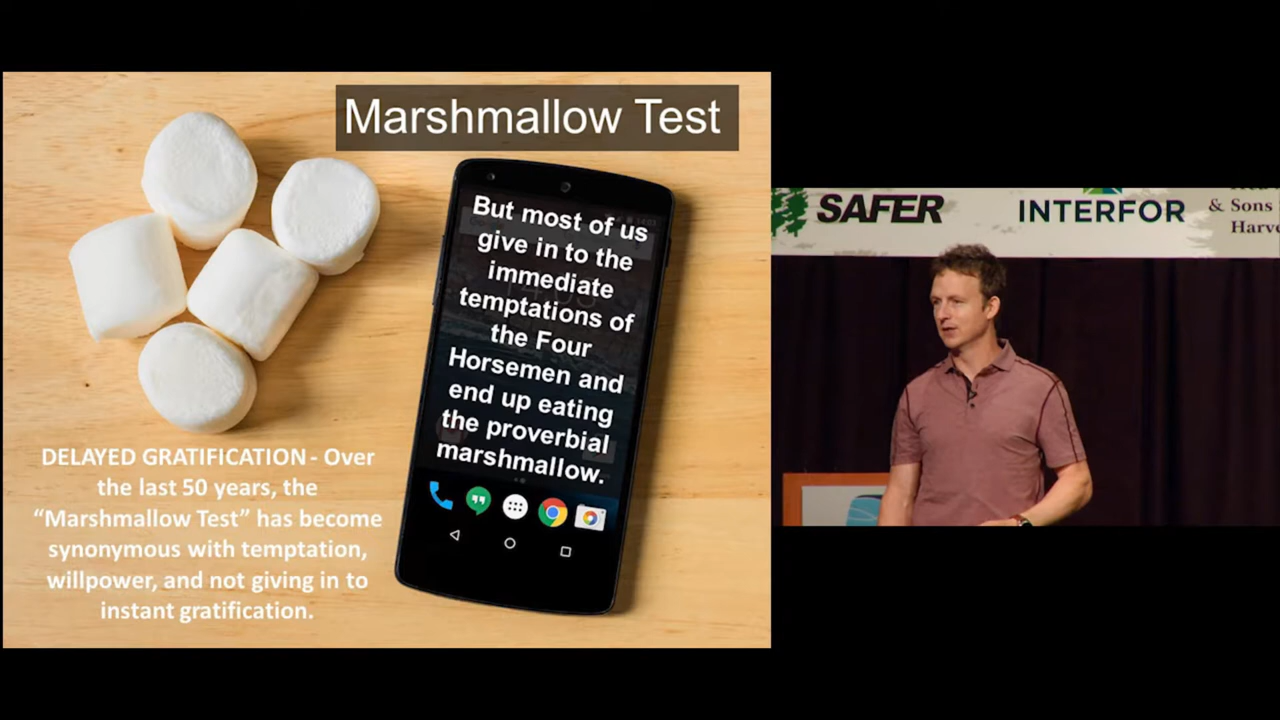 Marshmallow Test
But most of us
give in to the
immediate
temptations of
the Four
Horsemen and
end up eating
the proverbial
marshmallow.
DELAYED GRATIFICATION - Over
the last 50 years, the
“Marshmallow Test” has become
synonymous with temptation,
willpower, and not giving in to
instant gratification.
SAFER
INTERFOR
& Sons
Harve